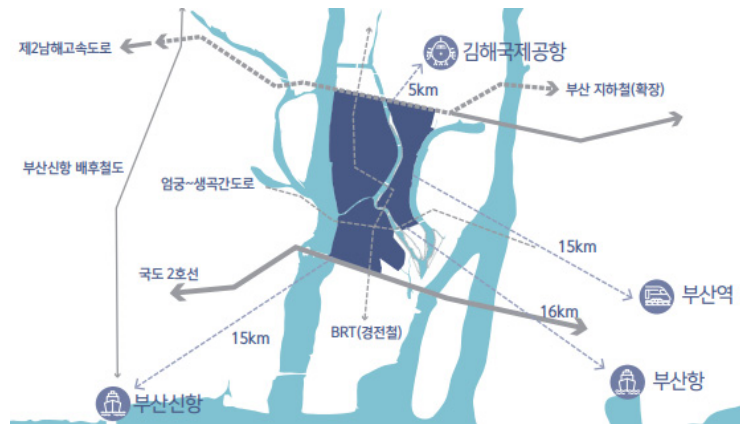 제2남해고속도로
김해국제공항
5km
부산 지하철(확장)
부산신항 배후철도
엄궁~생곡간도로
15km
국도 2호선
부산역
16km
15km
BRT(경전철)
부산항
부산신항